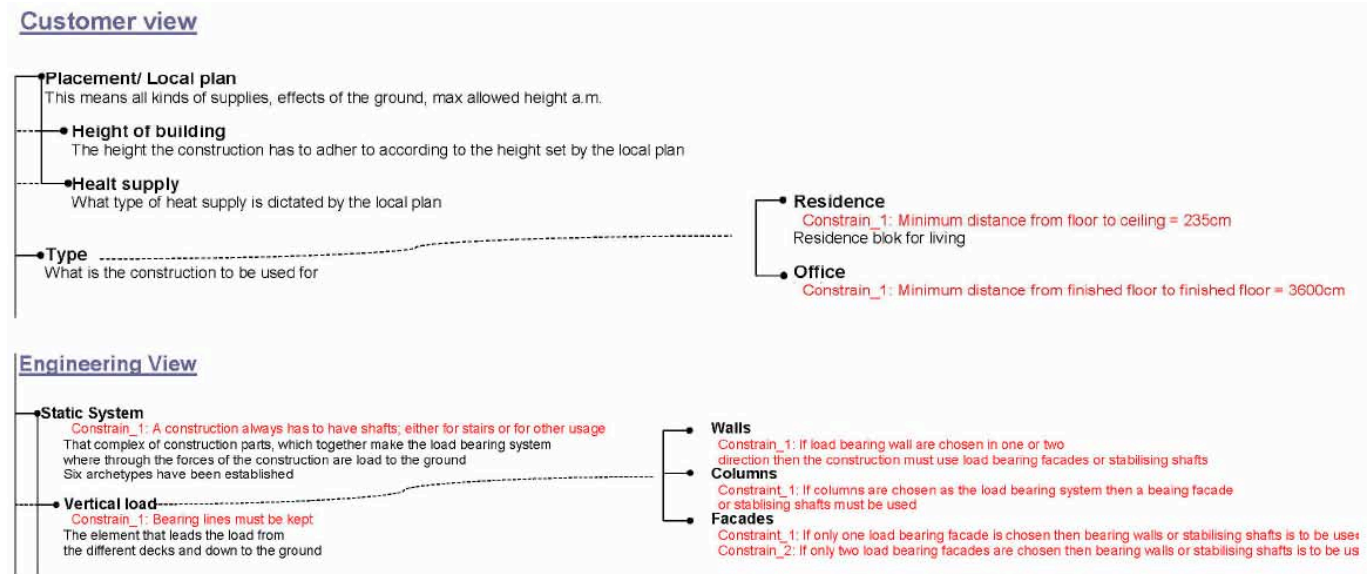 Customer view
Placement/ Local plan
This means all kinds of supplies, effects of the ground, max allowed height a.m.
Height of building
The height the construction has to adher to according to the height set by the local plan
Healt supply
What type of heat supply is dictated by the local plan
Type
What is the construction to be used for
Residence
Constrain_1: Minimum distance from floor to ceiling = 235cm
Residence blok for living
Office
Constrain_1: Minimum distance from finished floor to finished floor = 3600cm
Engineering View
Static System
Constrain_1: A construction always has to have shafts; either for stairs or for other usage
That complex of construction parts, which together make the load bearing system
where through the forces of the construction are load to the ground
Six archetypes have been established
Vertical load
Constrain_1: Bearing lines must be kept
The element that leads the load from
the different decks and down to the ground
Walls
Constrain_1: If load bearing wall are chosen in one or two
direction then the construction must use load bearing facades or stabilising shafts
Columns
Constraint_1: If columns are chosen as the load bearing system then a beaing facade
or stablising shafts must be used
Facades
Constraint_1: If only one load bearing facade is chosen then bearing walls or stabilising shafts is to be use
Constrain_2: If only two load bearing facades are chosen then bearing walls or stabilising shafts is to be us